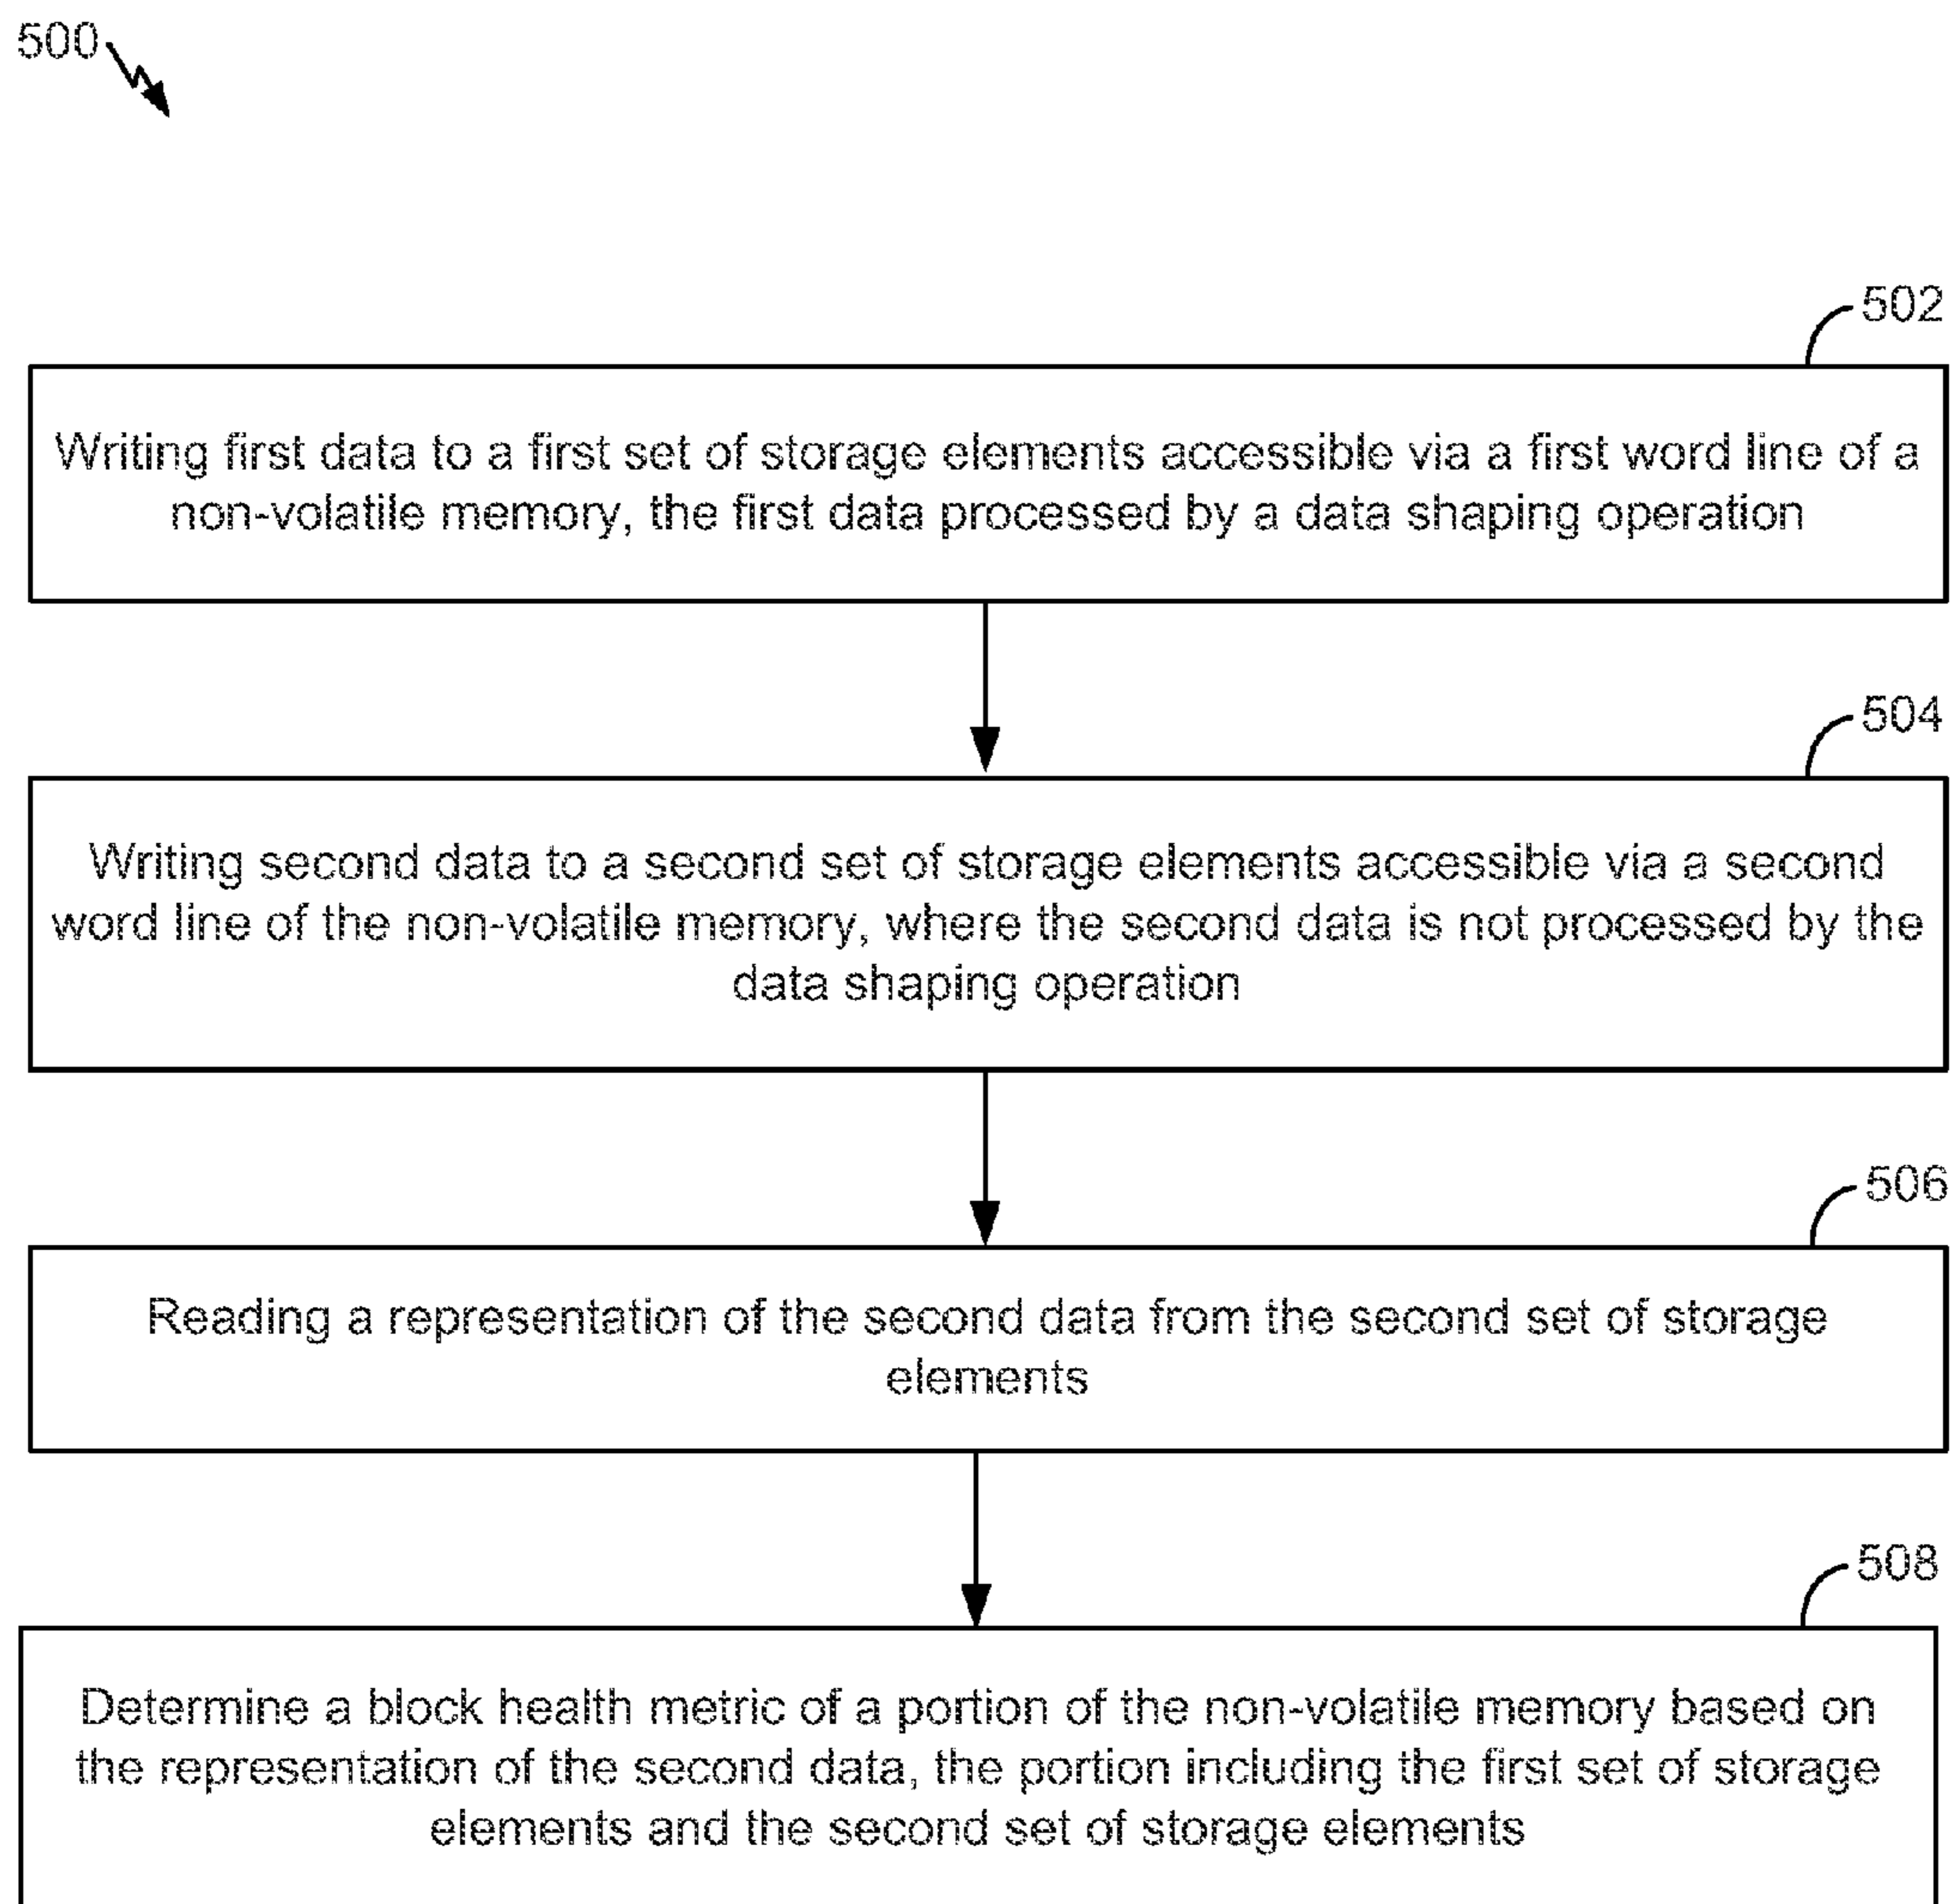 500
502
Writing first data to a first set of storage elements accessible via a first word line of a
non-volatile memory, the first data processed by a data shaping operation
504
Writing second data to a second set of storage elements accessible via a second
word line of the non-volatile memory, where the second data is not processed by the
data shaping operation
506
Reading a representation of the second data from the second set of storage
elements
508
Determine a block health metric of a portion of the non-volatile memory based on
the representation of the second data, the portion including the first set of storage
elements and the second set of storage elements